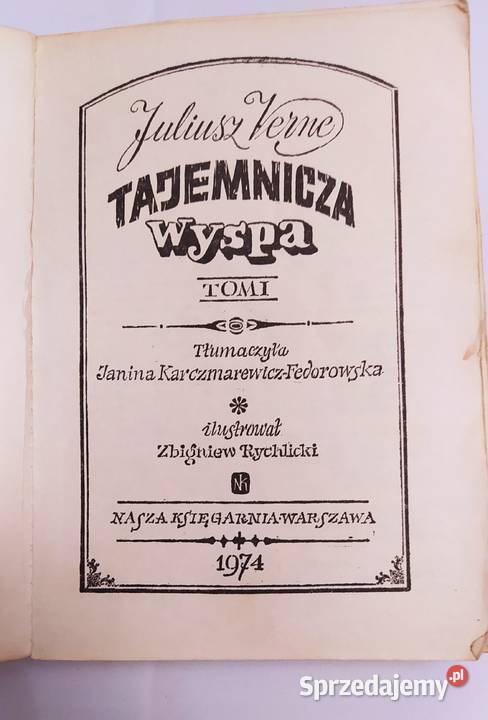 Juliusz Verne
TAJEMNICZA
Wyspa
TOM I
Tłumaczyła
Janina Karczmarewicz-Fedorowska
ilustrował
Zbigniew Rychlicki
NK
NASZA KSIĘGARNIA·WARSZAWA
1974
Sprzedajemy.pl